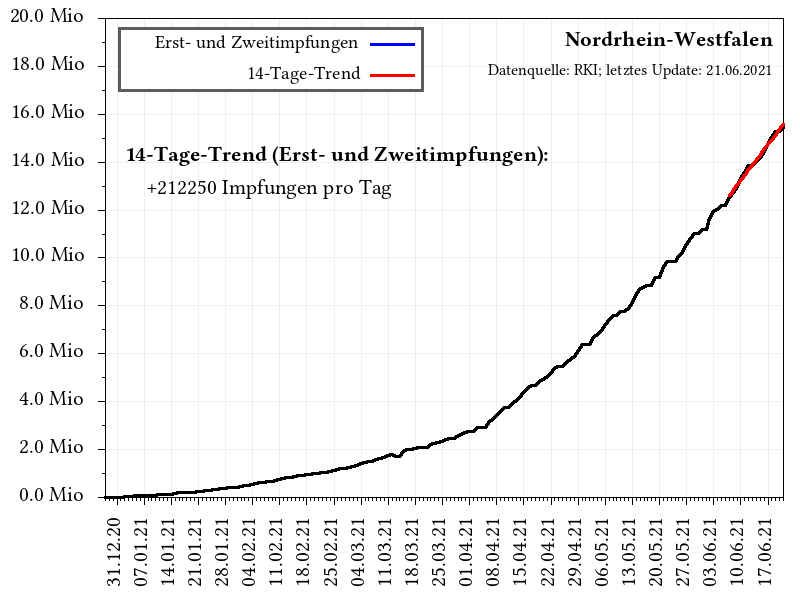 20.0 Mio
18.0 Mio
16.0 Mio
14.0 Mio
12.0 Mio
10.0 Mio
8.0 Mio
6.0 Mio
4.0 Mio
2.0 Mio
0.0 Mio
Erst- und Zweitimpfungen
14-Tage-Trend
Nordrhein-Westfalen
Datenquelle: RKI; letztes Update: 21.06.2021
14-Tage-Trend (Erst- und Zweitimpfungen):
+212250 Impfungen pro Tag
31.12.20
07.01.21
14.01.21
21.01.21
28.01.21
04.02.21
11.02.21
18.02.21
25.02.21
04.03.21
11.03.21
18.03.21
25.03.21
01.04.21
08.04.21
15.04.21
22.04.21
29.04.21
06.05.21
13.05.21
20.05.21
27.05.21
03.06.21
10.06.21
17.06.21